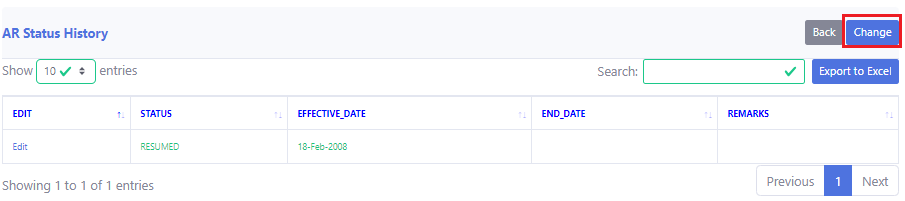 AR Status History Back Change
Show 10 entries Search: Export to Excel
EDIT STATUS EFFECTIVE_DATE END_DATE REMARKS
Edit RESUMED 18-Feb-2008
Showing 1 to 1 of 1 entries Previous 1 Next